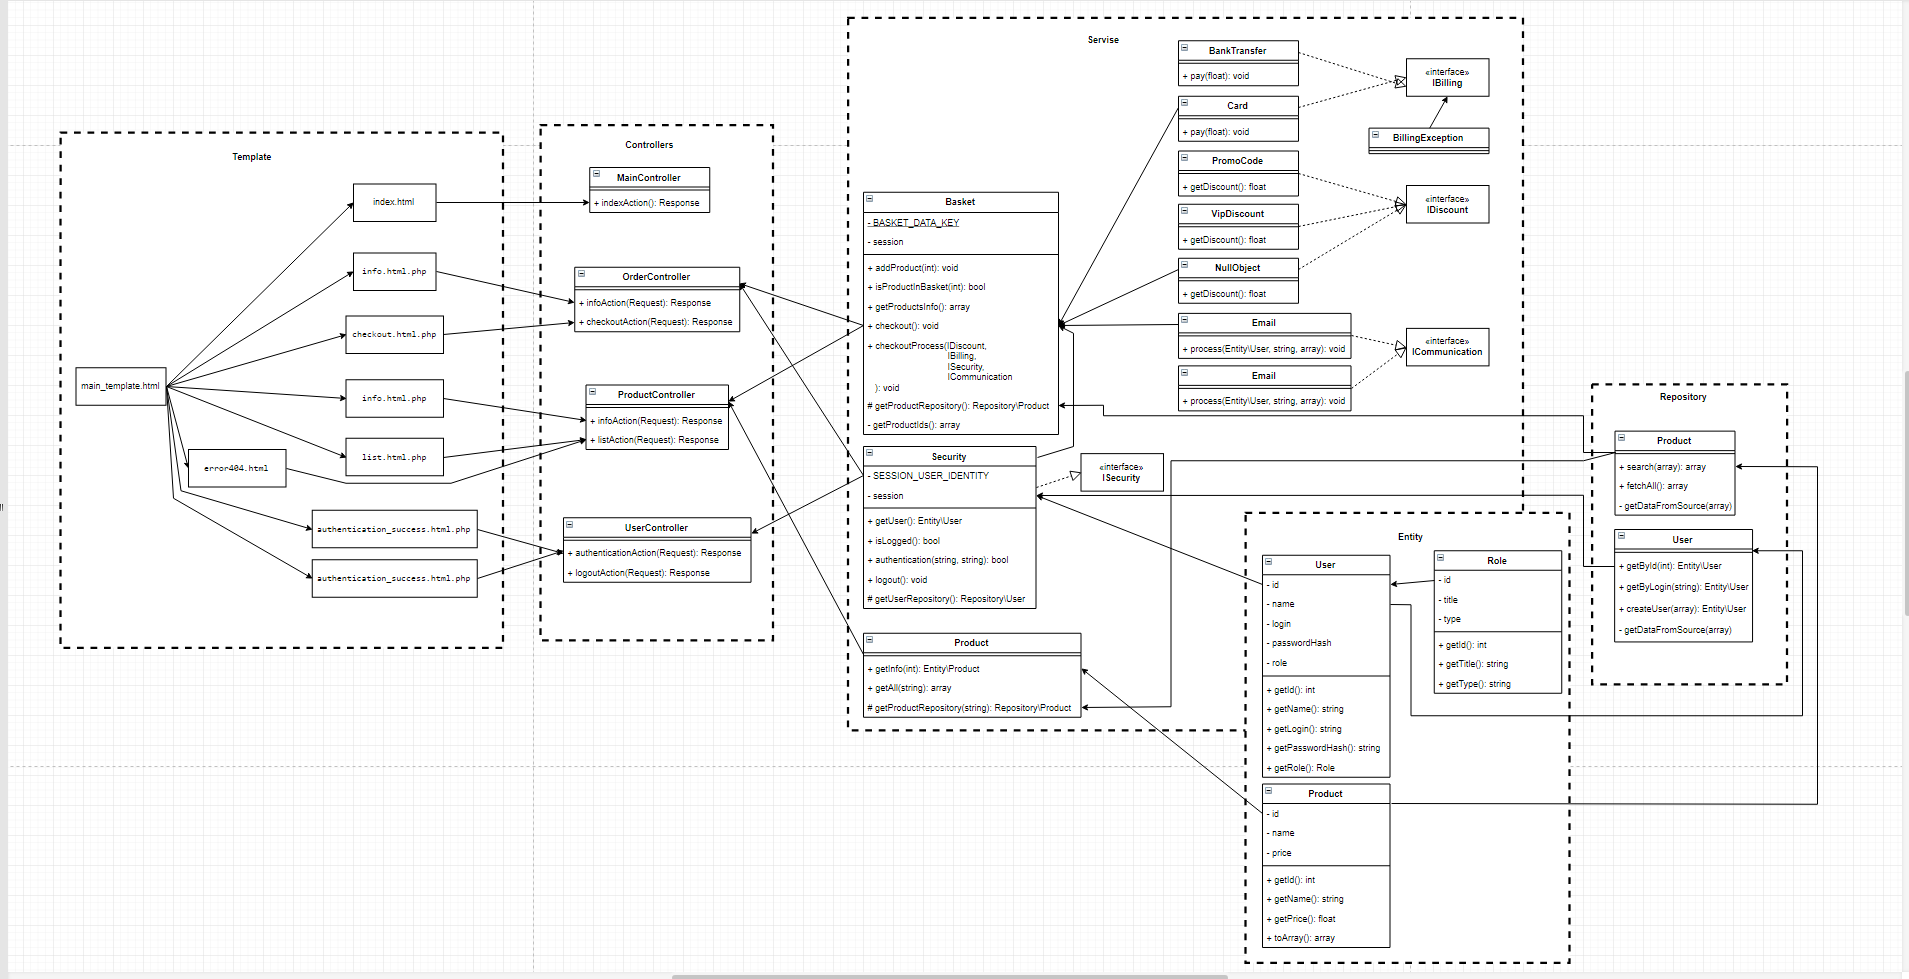 Template
index.html
info.html.php
checkout.html.php
main_template.html
info.html.php
list.html.php
error404.html
authentication_success.html.php
authentication_success.html.php
Controllers
MainController
+ indexAction(): Response
OrderController
+ infoAction(Request): Response
+ checkoutAction(Request): Response
ProductController
+ infoAction(Request): Response
+ listAction(Request): Response
UserController
+ authenticationAction(Request): Response
+ logoutAction(Request): Response
Servise
Basket
- BASKET_DATA_KEY
- session
+ addProduct(int): void
+ isProductInBasket(int): bool
+ getProductsInfo(): array
+ checkout(): void
+ checkoutProcess(IDiscount,
IBilling,
ISecurity,
ICommunication
): void
# getProductRepository(): Repository\Product
- getProductIds(): array
Security
- SESSION_USER_IDENTITY
- session
+ getUser(): Entity\User
+ isLogged(): bool
+ authentication(string, string): bool
+ logout(): void
# getUserRepository(): Repository\User
«interface»
ISecurity
Product
+ getInfo(int): Entity\Product
+ getAll(string): array
# getProductRepository(string): Repository\Product
BankTransfer
+ pay(float): void
Card
+ pay(float): void
PromoCode
+ getDiscount(): float
VipDiscount
+ getDiscount(): float
NullObject
+ getDiscount(): float
Email
+ process(Entity\User, string, array): void
Email
+ process(Entity\User, string, array): void
«interface»
IBilling
BillingException
«interface»
IDiscount
«interface»
ICommunication
Entity
User
- id
- name
- login
- passwordHash
- role
+ getId(): int
+ getName(): string
+ getLogin(): string
+ getPasswordHash(): string
+ getRole(): Role
Role
- id
- title
- type
+ getId(): int
+ getTitle(): string
+ getType(): string
Product
- id
- name
- price
+ getId(): int
+ getName(): string
+ getPrice(): float
+ toArray(): array
Repository
Product
+ search(array): array
+ fetchAll(): array
- getDataFromSource(array)
User
+ getById(int): Entity\User
+ getByLogin(string): Entity\User
+ createUser(array): Entity\User
- getDataFromSource(array)